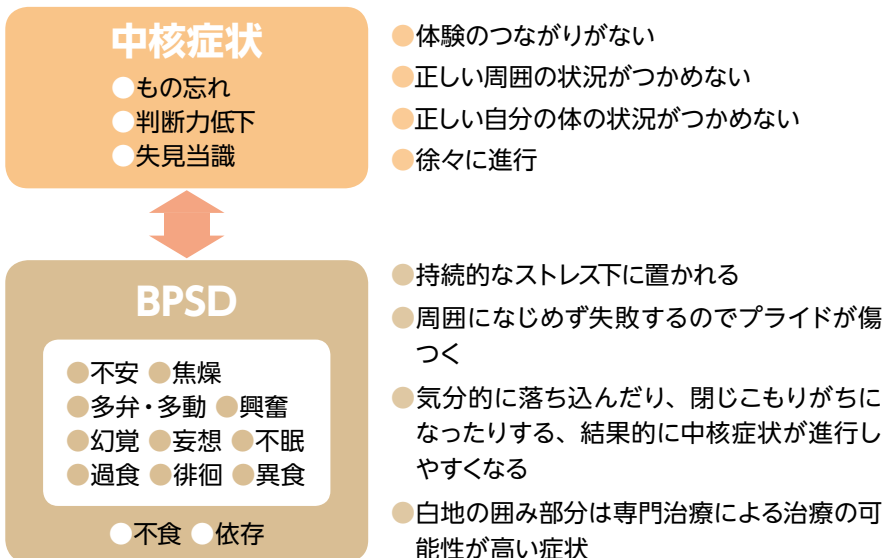 中核症状
●もの忘れ
●判断力低下
●失見当識
●体験のつながりがない
●正しい周囲の状況がつかめない
●正しい自分の体の状況がつかめない
●徐々に進行
BPSD
●不安 ●焦燥
●多弁・多動 ●興奮
●幻覚 ●妄想 ●不眠
●過食 ●徘徊 ●異食
●不食 ●依存
●持続的なストレス下に置かれる
●周囲になじめず失敗するのでプライドが傷
つく
●気分的に落ち込んだり、閉じこもりがちに
なったりする、結果的に中核症状が進行し
やすくなる
●白地の囲み部分は専門治療による治療の可
能性が高い症状